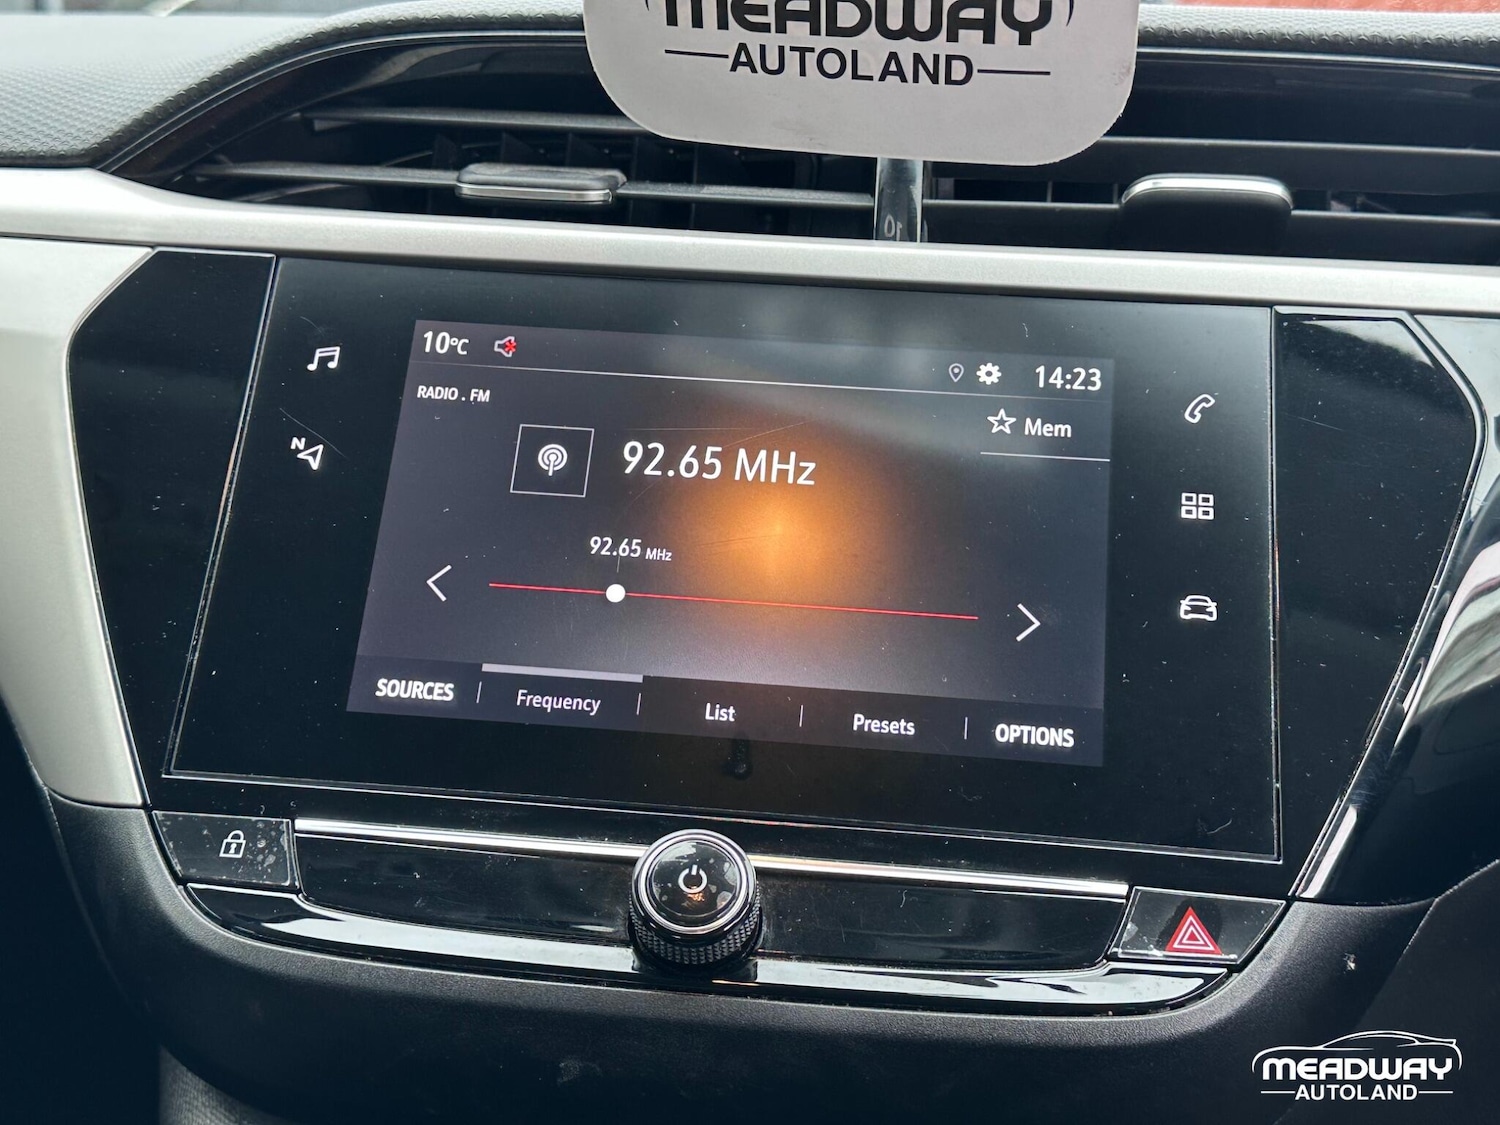 MEADWAY
AUTOLAND
10
10°C
14:23
RADIO . FM
Mem
92.65 MHz
N
92.65 MHz
SOURCES
Frequency
List
Presets
OPTIONS
MEADWAY
AUTOLAND